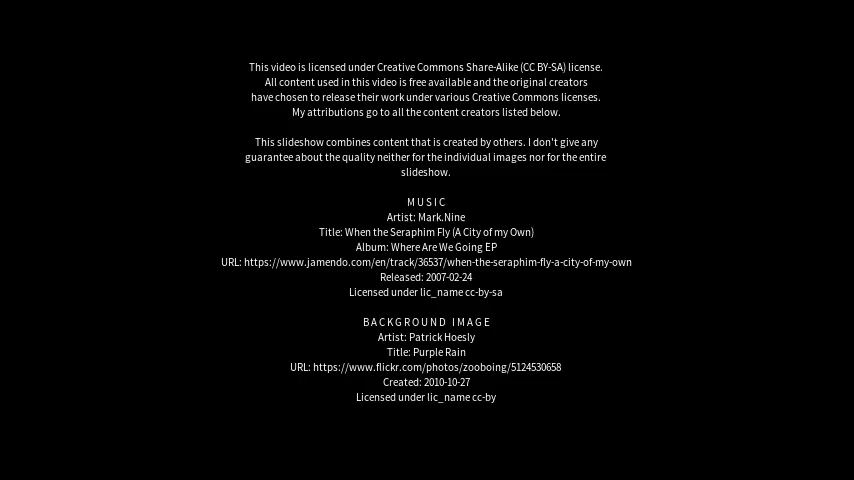 This video is licensed under Creative Commons Share-Alike (CC BY-SA) license.
All content used in this video is free available and the original creators
have chosen to release their work under various Creative Commons licenses.
My attributions go to all the content creators listed below.
This slideshow combines content that is created by others. I don't give any
guarantee about the quality neither for the individual images nor for the entire
slideshow.
M U S I C
Artist: Mark.Nine
Title: When the Seraphim Fly (A City of my Own)
Album: Where Are We Going EP
URL: https://www.jamendo.com/en/track/36537/when-the-seraphim-fly-a-city-of-my-own
Released: 2007-02-24
Licensed under lic_name cc-by-sa
B A C K G R O U N D   I M A G E
Artist: Patrick Hoesly
Title: Purple Rain
URL: https://www.flickr.com/photos/zooboing/5124530658
Created: 2010-10-27
Licensed under lic_name cc-by